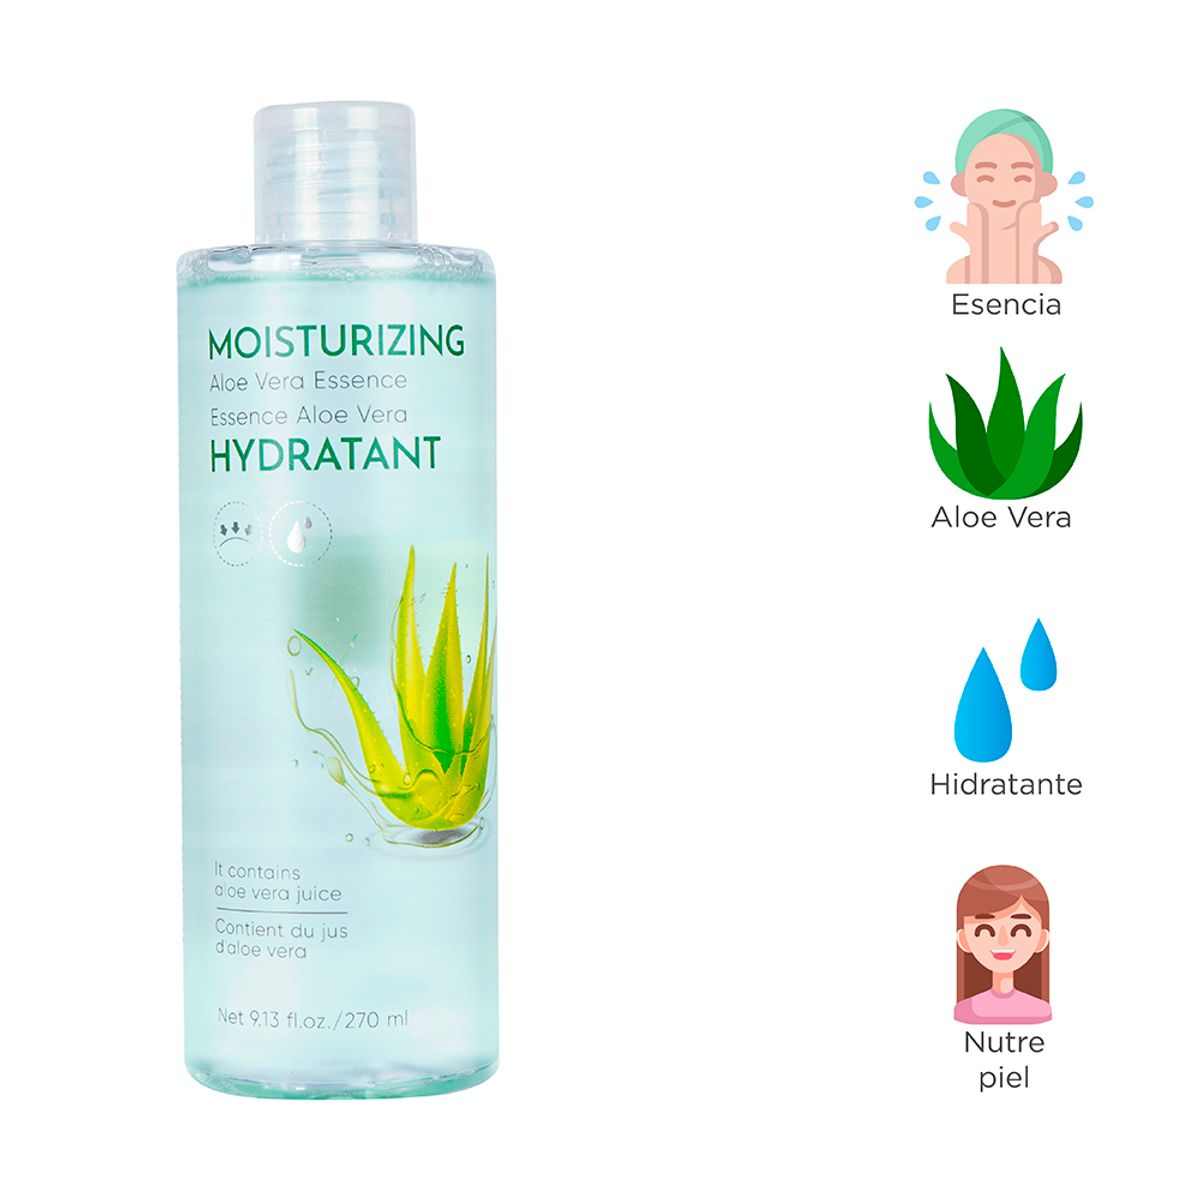 MOISTURIZING
Aloe Vera Essence
Essence Aloe Vera
HYDRATANT
It contains
aloe vera juice
Contient du jus
d'aloe vera
Net 9.13 fl.oz./270 ml
Esencia
Aloe Vera
Hidratante
Nutre
piel